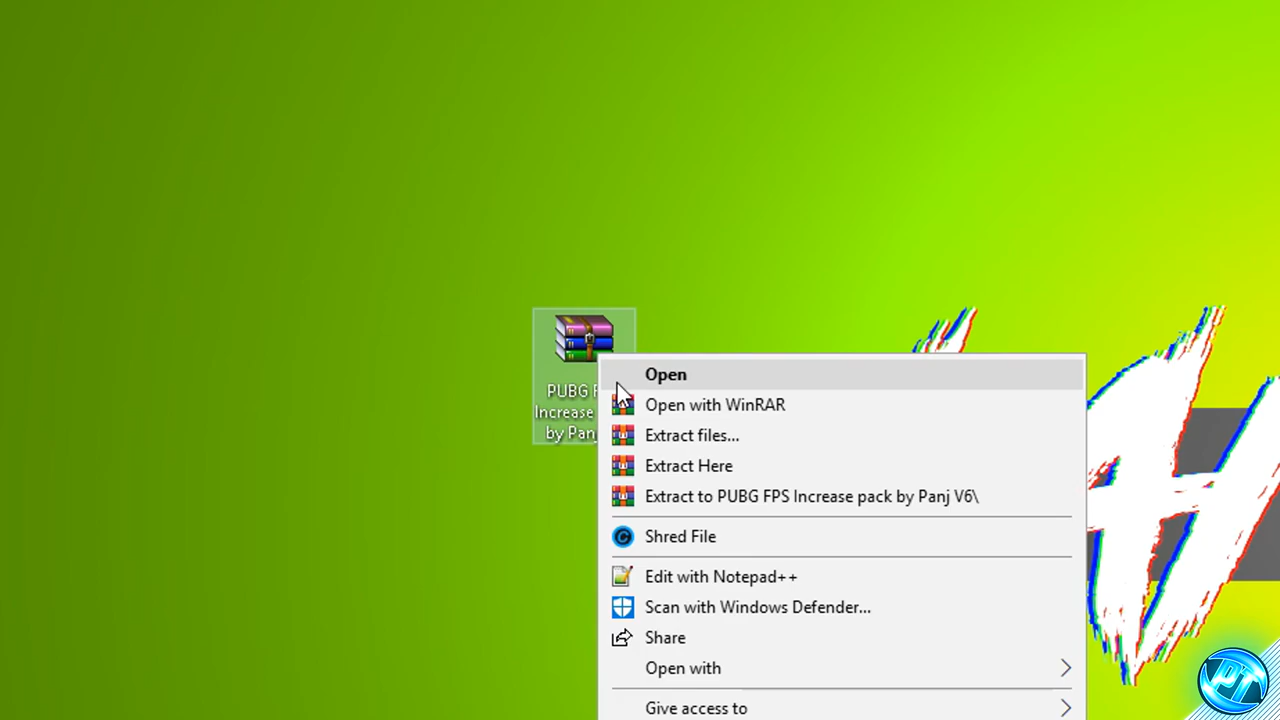 PUBG F
Increase
by Panj
Open
Open with WinRAR
Extract files...
Extract Here
Extract to PUBG FPS Increase pack by Panj V6\
Shred File
Edit with Notepad++
Scan with Windows Defender...
Share
Open with
Give access to
PT